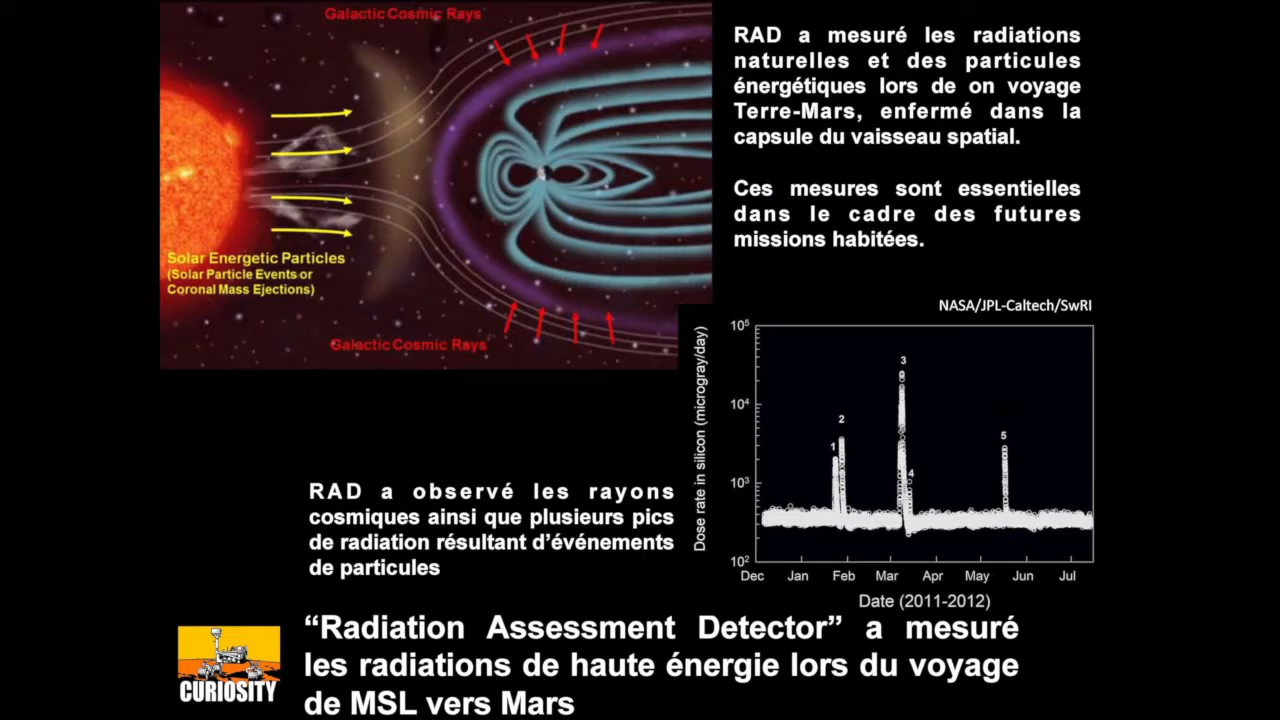 Galactic Cosmic Rays
Solar Energetic Particles
(Solar Particle Events or
Coronal Mass Ejections)
Galactic Cosmic Rays
RAD a mesuré les radiations
naturelles et des particules
énergétiques lors de on voyage
Terre-Mars, enfermé dans la
capsule du vaisseau spatial.
Ces mesures sont essentielles
dans le cadre des futures
missions habitées.
NASA/JPL-Caltech/SwRI
Dose rate in silicon (microgray/day)
10⁵
10⁴
10³
10²
1
2
3
4
5
Dec Jan Feb Mar Apr May Jun Jul
Date (2011-2012)
RAD a observé les rayons
cosmiques ainsi que plusieurs pics
de radiation résultant d’événements
de particules
CURIOSITY
“Radiation Assessment Detector” a mesuré
les radiations de haute énergie lors du voyage
de MSL vers Mars